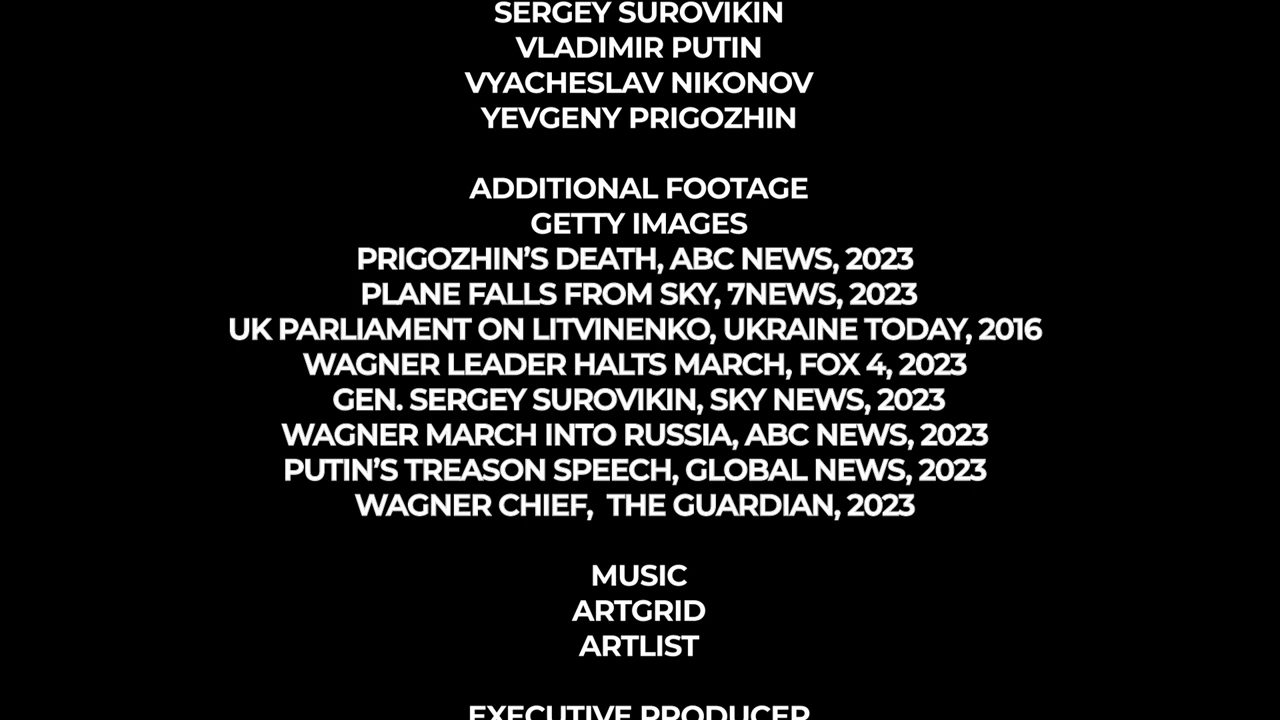 SERGEY SUROVIKIN
VLADIMIR PUTIN
VYACHESLAV NIKONOV
YEVGENY PRIGOZHIN
ADDITIONAL FOOTAGE
GETTY IMAGES
PRIGOZHIN'S DEATH, ABC NEWS, 2023
PLANE FALLS FROM SKY, 7NEWS, 2023
UK PARLIAMENT ON LITVINENKO, UKRAINE TODAY, 2016
WAGNER LEADER HALTS MARCH, FOX 4, 2023
GEN. SERGEY SUROVIKIN, SKY NEWS, 2023
WAGNER MARCH INTO RUSSIA, ABC NEWS, 2023
PUTIN'S TREASON SPEECH, GLOBAL NEWS, 2023
WAGNER CHIEF,  THE GUARDIAN, 2023
MUSIC
ARTGRID
ARTLIST
EXECUTIVE PRODUCER